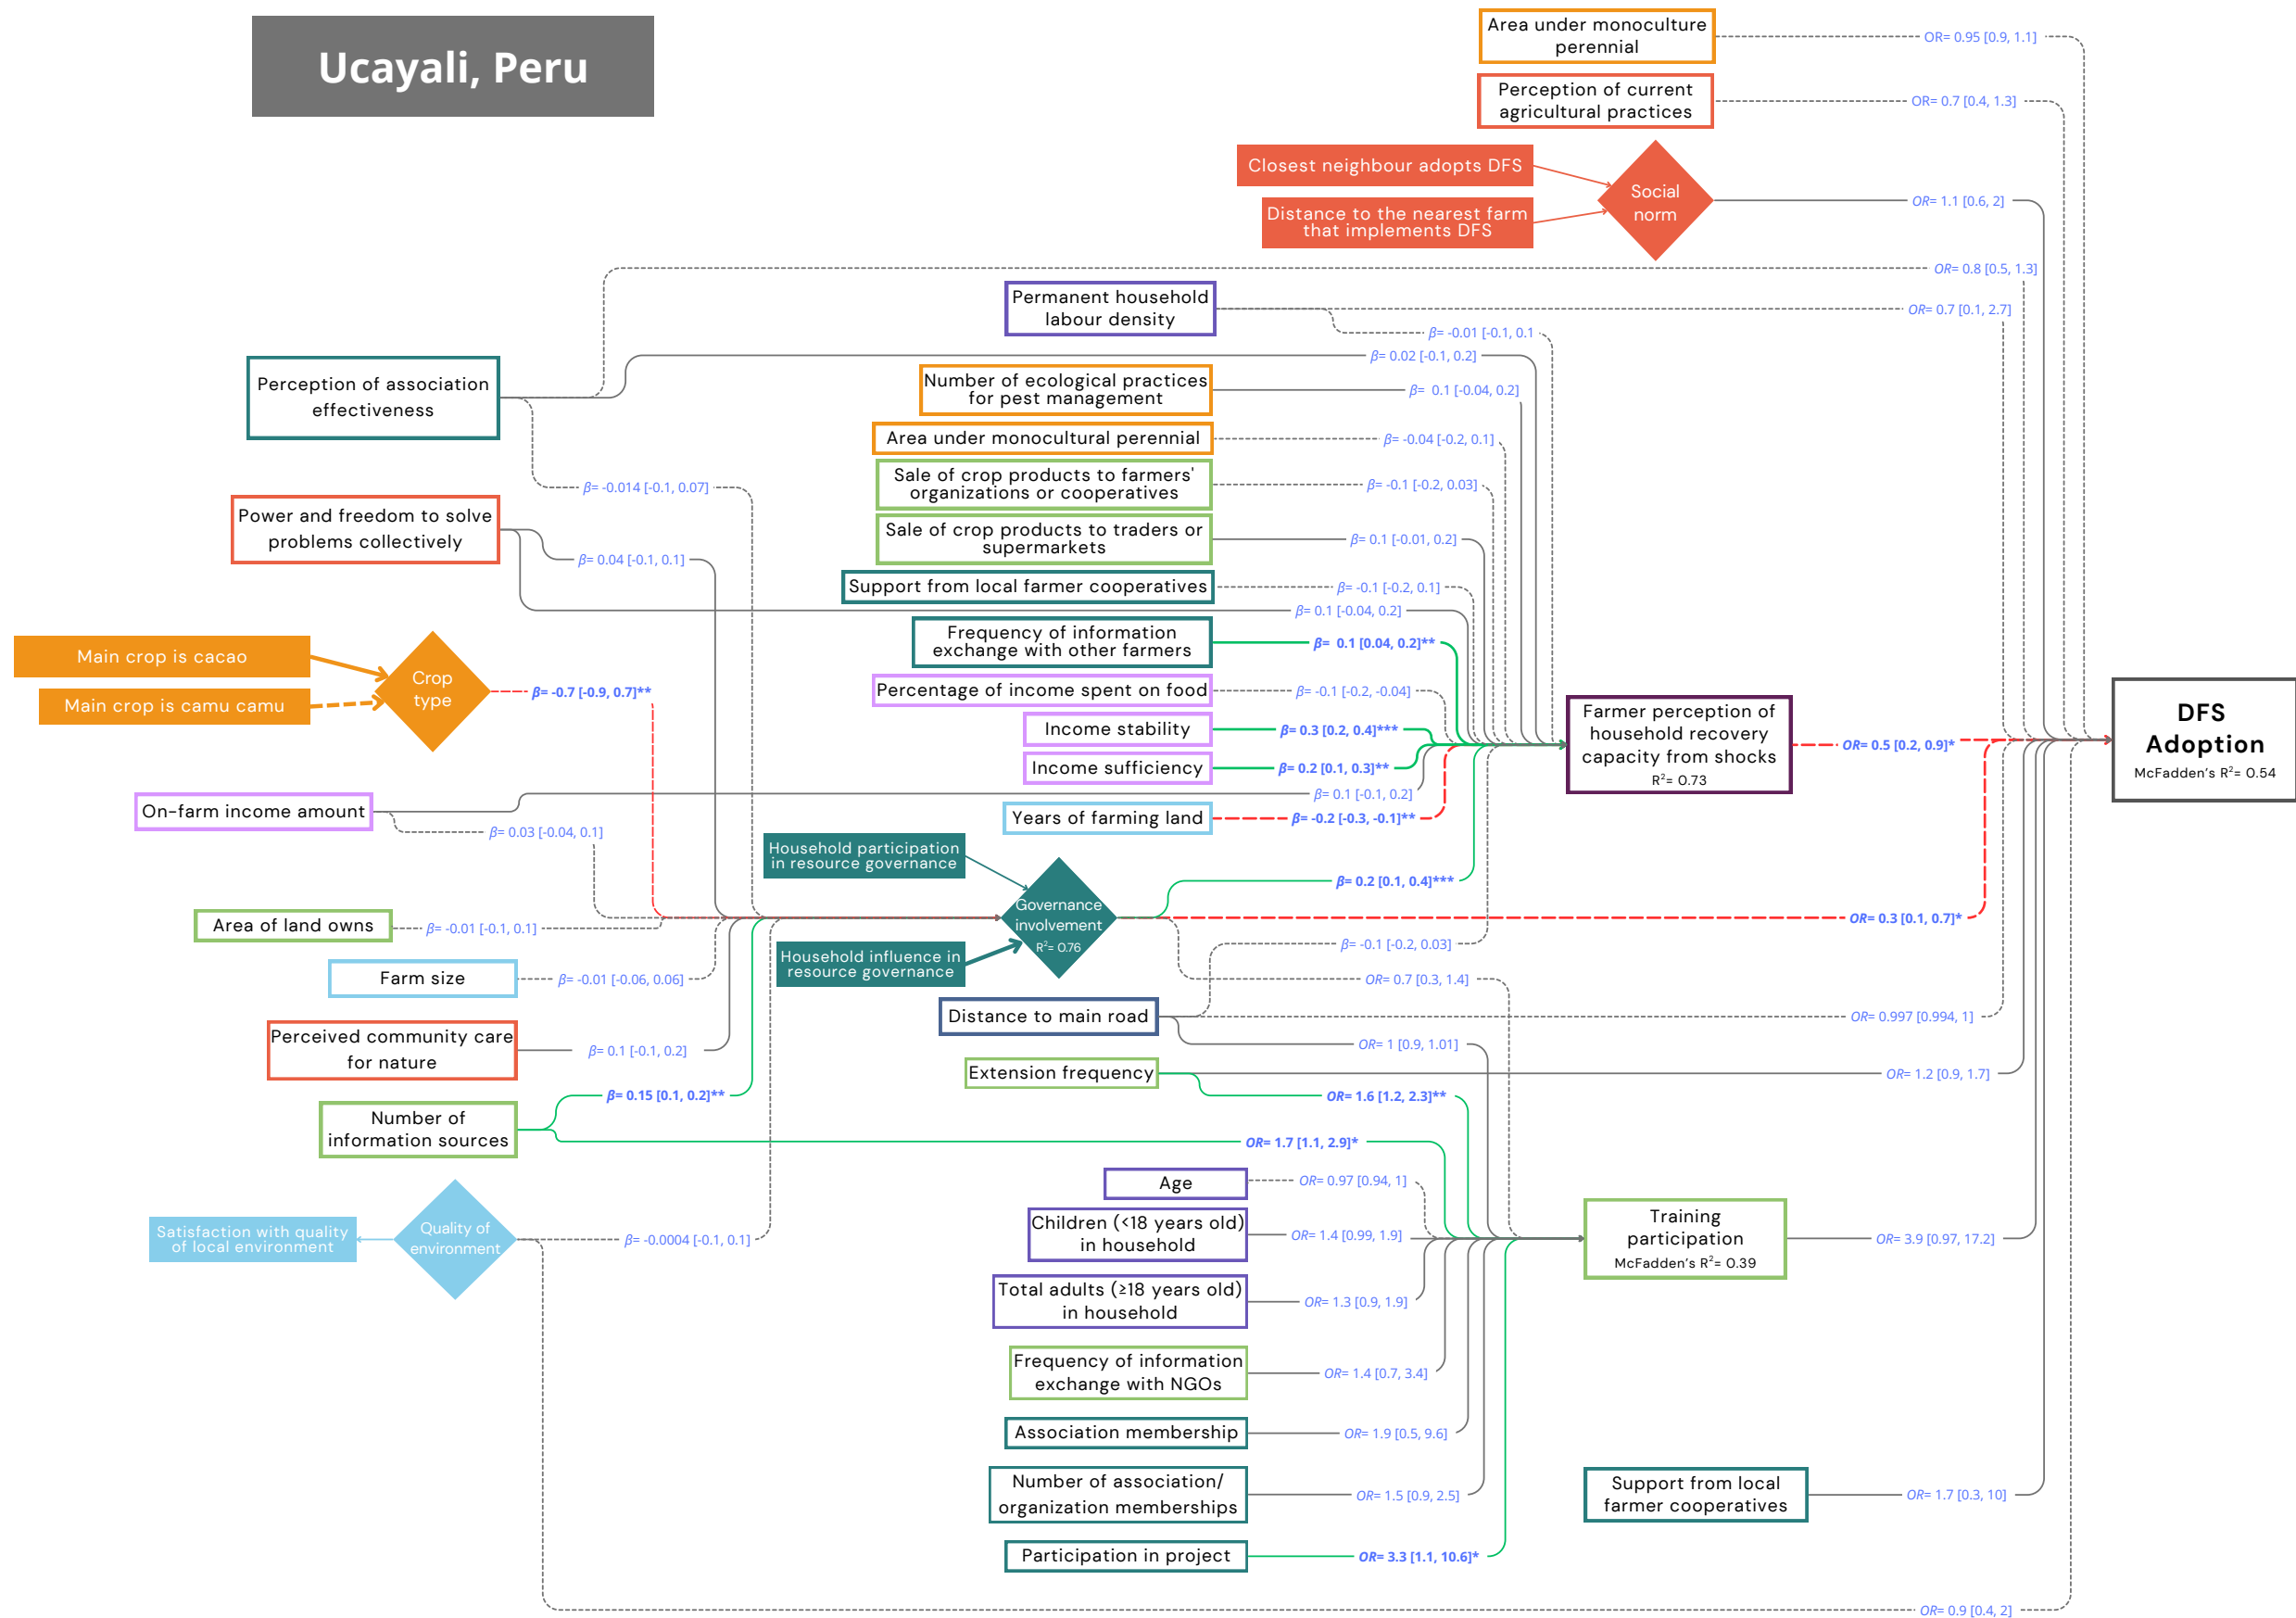 Ucayali, Peru
Area under monoculture
perennial
OR= 0.95 [0.9, 1.1]
Perception of current
agricultural practices
OR= 0.7 [0.4, 1.3]
Closest neighbour adopts DFS
Distance to the nearest farm
that implements DFS
Social
norm
OR= 1.1 [0.6, 2]
OR= 0.8 [0.5, 1.3]
Permanent household
labour density
OR= 0.7 [0.1, 2.7]
β= -0.01 [-0.1, 0.1
β= 0.02 [-0.1, 0.2]
Perception of association
effectiveness
Number of ecological practices
for pest management
β= 0.1 [-0.04, 0.2]
Area under monocultural perennial
β= -0.04 [-0.2, 0.1]
Sale of crop products to farmers'
organizations or cooperatives
β= -0.1 [-0.2, 0.03]
β= -0.014 [-0.1, 0.07]
Power and freedom to solve
problems collectively
Sale of crop products to traders or
supermarkets
β= 0.1 [-0.01, 0.2]
β= 0.04 [-0.1, 0.1]
Support from local farmer cooperatives
β= -0.1 [-0.2, 0.1]
β= 0.1 [-0.04, 0.2]
Frequency of information
exchange with other farmers
β= 0.1 [0.04, 0.2]**
Main crop is cacao
Main crop is camu camu
Crop
type
β= -0.7 [-0.9, 0.7]**
Percentage of income spent on food
β= -0.1 [-0.2, -0.04]
Income stability
β= 0.3 [0.2, 0.4]***
Income sufficiency
β= 0.2 [0.1, 0.3]**
β= 0.1 [-0.1, 0.2]
Years of farming land
β= -0.2 [-0.3, -0.1]**
Farmer perception of
household recovery
capacity from shocks
R²= 0.73
OR= 0.5 [0.2, 0.9]*
DFS
Adoption
McFadden's R²= 0.54
On-farm income amount
β= 0.03 [-0.04, 0.1]
Household participation
in resource governance
Governance
involvement
R²= 0.76
Household influence in
resource governance
β= 0.2 [0.1, 0.4]***
OR= 0.3 [0.1, 0.7]*
Area of land owns
β= -0.01 [-0.1, 0.1]
β= -0.1 [-0.2, 0.03]
Farm size
β= -0.01 [-0.06, 0.06]
OR= 0.7 [0.3, 1.4]
Distance to main road
OR= 0.997 [0.994, 1]
Perceived community care
for nature
β= 0.1 [-0.1, 0.2]
OR= 1 [0.9, 1.01]
Extension frequency
OR= 1.2 [0.9, 1.7]
β= 0.15 [0.1, 0.2]**
OR= 1.6 [1.2, 2.3]**
Number of
information sources
OR= 1.7 [1.1, 2.9]*
Age
OR= 0.97 [0.94, 1]
Satisfaction with quality
of local environment
Quality of
environment
β= -0.0004 [-0.1, 0.1]
Children (<18 years old)
in household
OR= 1.4 [0.99, 1.9]
Training
participation
McFadden's R²= 0.39
OR= 3.9 [0.97, 17.2]
Total adults (≥18 years old)
in household
OR= 1.3 [0.9, 1.9]
Frequency of information
exchange with NGOs
OR= 1.4 [0.7, 3.4]
Association membership
OR= 1.9 [0.5, 9.6]
Number of association/
organization memberships
OR= 1.5 [0.9, 2.5]
Support from local
farmer cooperatives
OR= 1.7 [0.3, 10]
Participation in project
OR= 3.3 [1.1, 10.6]*
OR= 0.9 [0.4, 2]